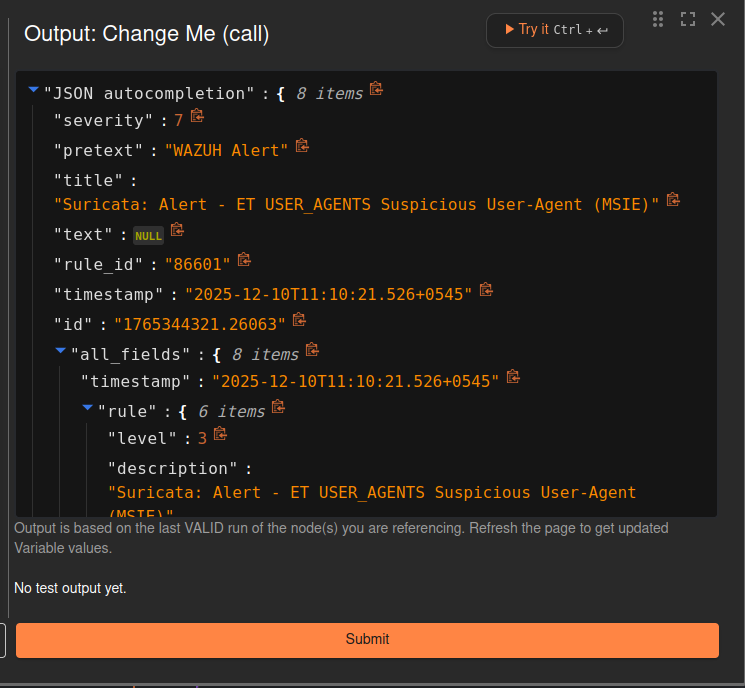 Output: Change Me (call)
Try it Ctrl + ↩
"JSON autocompletion" : { 8 items
"severity" : 7
"pretext" : "WAZUH Alert"
"title" :
"Suricata: Alert - ET USER_AGENTS Suspicious User-Agent (MSIE)"
"text" : NULL
"rule_id" : "86601"
"timestamp" : "2025-12-10T11:10:21.526+0545"
"id" : "1765344321.26063"
"all_fields" : { 8 items
"timestamp" : "2025-12-10T11:10:21.526+0545"
"rule" : { 6 items
"level" : 3
"description" :
"Suricata: Alert - ET USER_AGENTS Suspicious User-Agent
(MSIE)"
Output is based on the last VALID run of the node(s) you are referencing. Refresh the page to get updated
Variable values.
No test output yet.
Submit